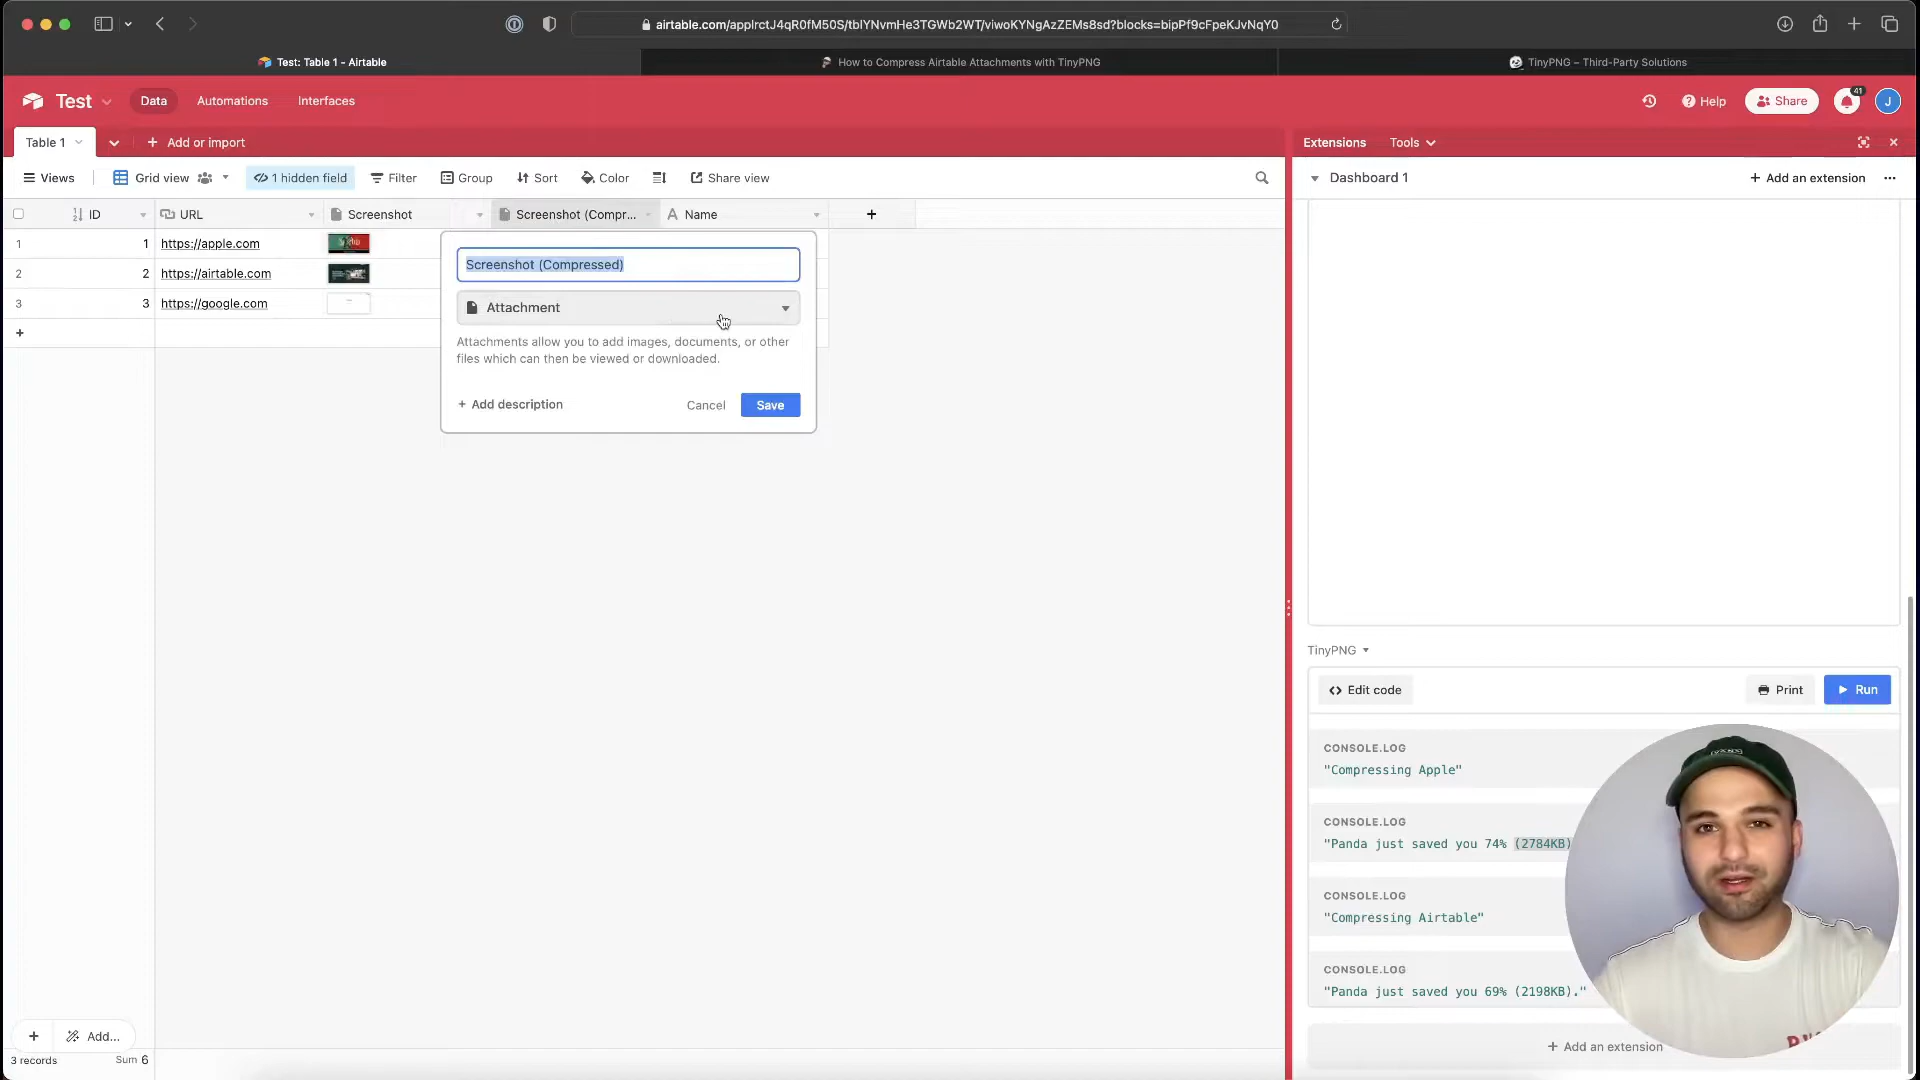 airtable.com/applrctJ4qR0fM50S/tblYNvmHe3TGWb2WT/viwoKYNgAzZEMs8sd?blocks=bipPf9cFpeKJvNqY0
Test: Table 1 - Airtable
How to Compress Airtable Attachments with TinyPNG
TinyPNG – Third-Party Solutions
Test
Data
Automations
Interfaces
Help
Share
41
J
Table 1
Add or import
Extensions
Tools
Views
Grid view
1 hidden field
Filter
Group
Sort
Color
Share view
Dashboard 1
Add an extension
ID
URL
Screenshot
Screenshot (Compr...
Name
1 1 https://apple.com
2 2 https://airtable.com
3 3 https://google.com
Screenshot (Compressed)
Attachment
Attachments allow you to add images, documents, or other
files which can then be viewed or downloaded.
+ Add description
Cancel
Save
TinyPNG
Edit code
Print
Run
CONSOLE.LOG
"Compressing Apple"
CONSOLE.LOG
"Panda just saved you 74% (2784KB)
CONSOLE.LOG
"Compressing Airtable"
CONSOLE.LOG
"Panda just saved you 69% (2198KB)."
+ Add an extension
+ Add...
3 records
Sum 6